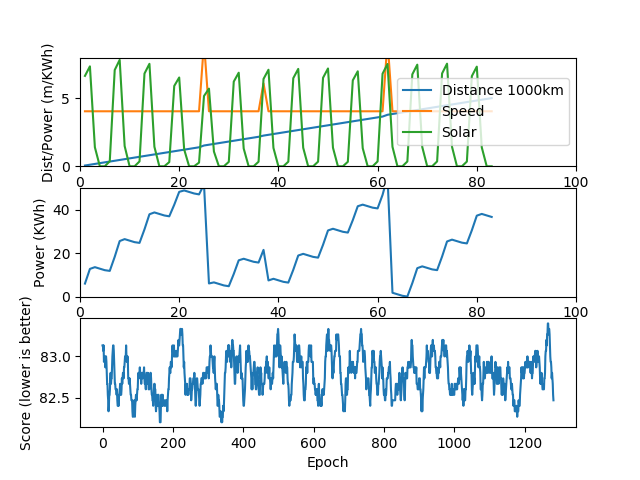 Dist/Power (m/KWh)
5
0
Distance 1000km
Speed
Solar
0 20 40 60 80 100
Power (KWh)
40
20
0
0 20 40 60 80 100
Score (lower is better)
83.0
82.5
0 200 400 600 800 1000 1200
Epoch